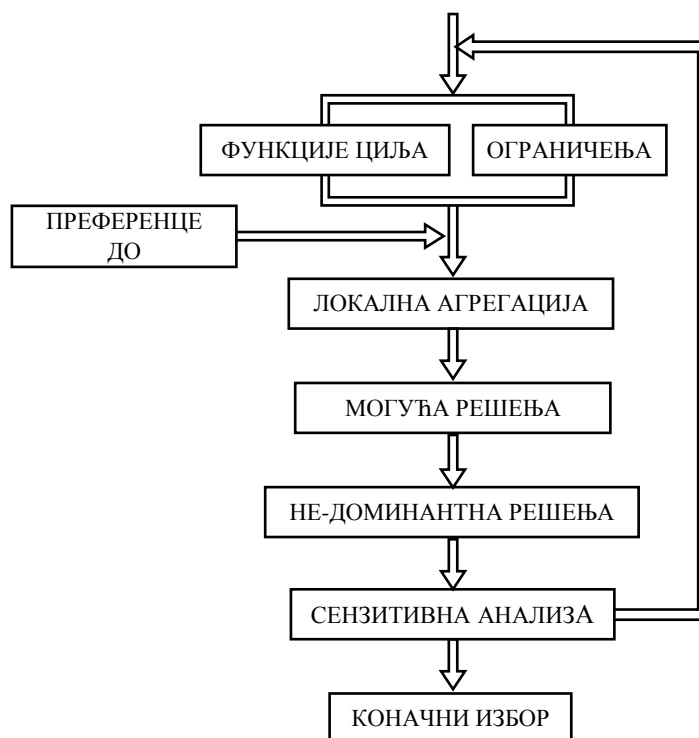 ФУНКЦИЈЕ ЦИЉА
ОГРАНИЧЕЊА
ПРЕФЕРЕНЦЕ
ДО
ЛОКАЛНА АГРЕГАЦИЈА
МОГУЋА РЕШЕЊА
НЕ-ДОМИНАНТНА РЕШЕЊА
СЕНЗИТИВНА АНАЛИЗА
КОНАЧНИ ИЗБОР